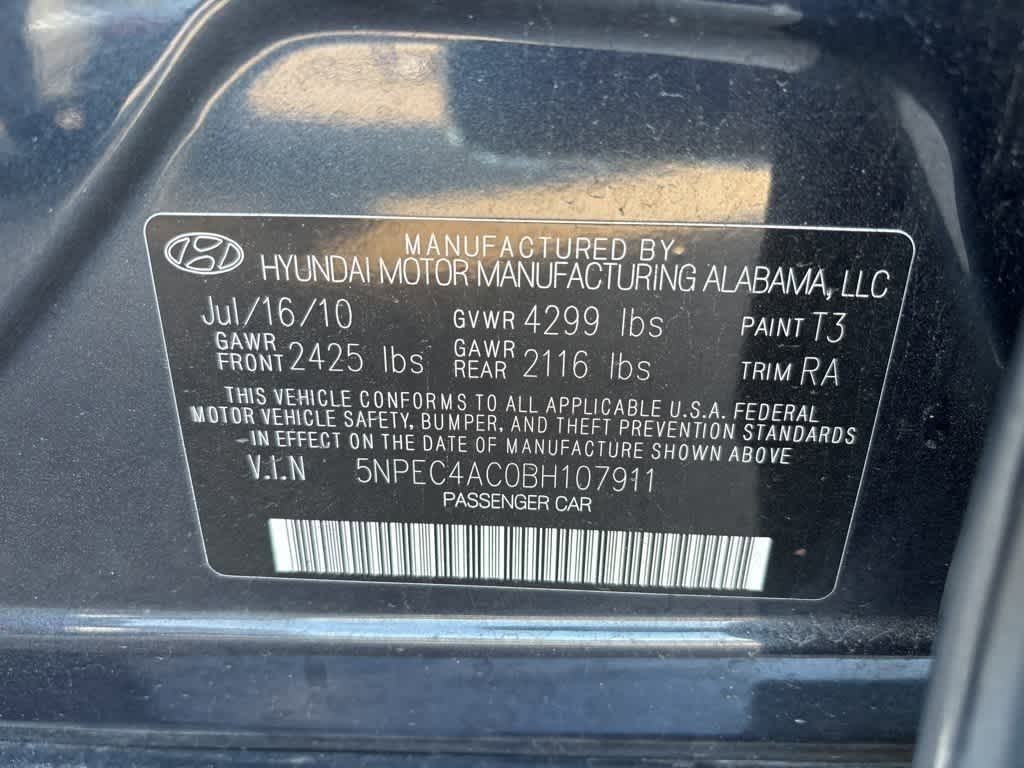 MANUFACTURED BY
HYUNDAI MOTOR MANUFACTURING ALABAMA, LLC
Jul/16/10 GVWR 4299 lbs PAINT T3
GAWR FRONT 2425 lbs GAWR REAR 2116 lbs TRIM RA
THIS VEHICLE CONFORMS TO ALL APPLICABLE U.S.A. FEDERAL
MOTOR VEHICLE SAFETY, BUMPER, AND THEFT PREVENTION STANDARDS
IN EFFECT ON THE DATE OF MANUFACTURE SHOWN ABOVE
V.I.N 5NPEC4AC0BH107911
PASSENGER CAR